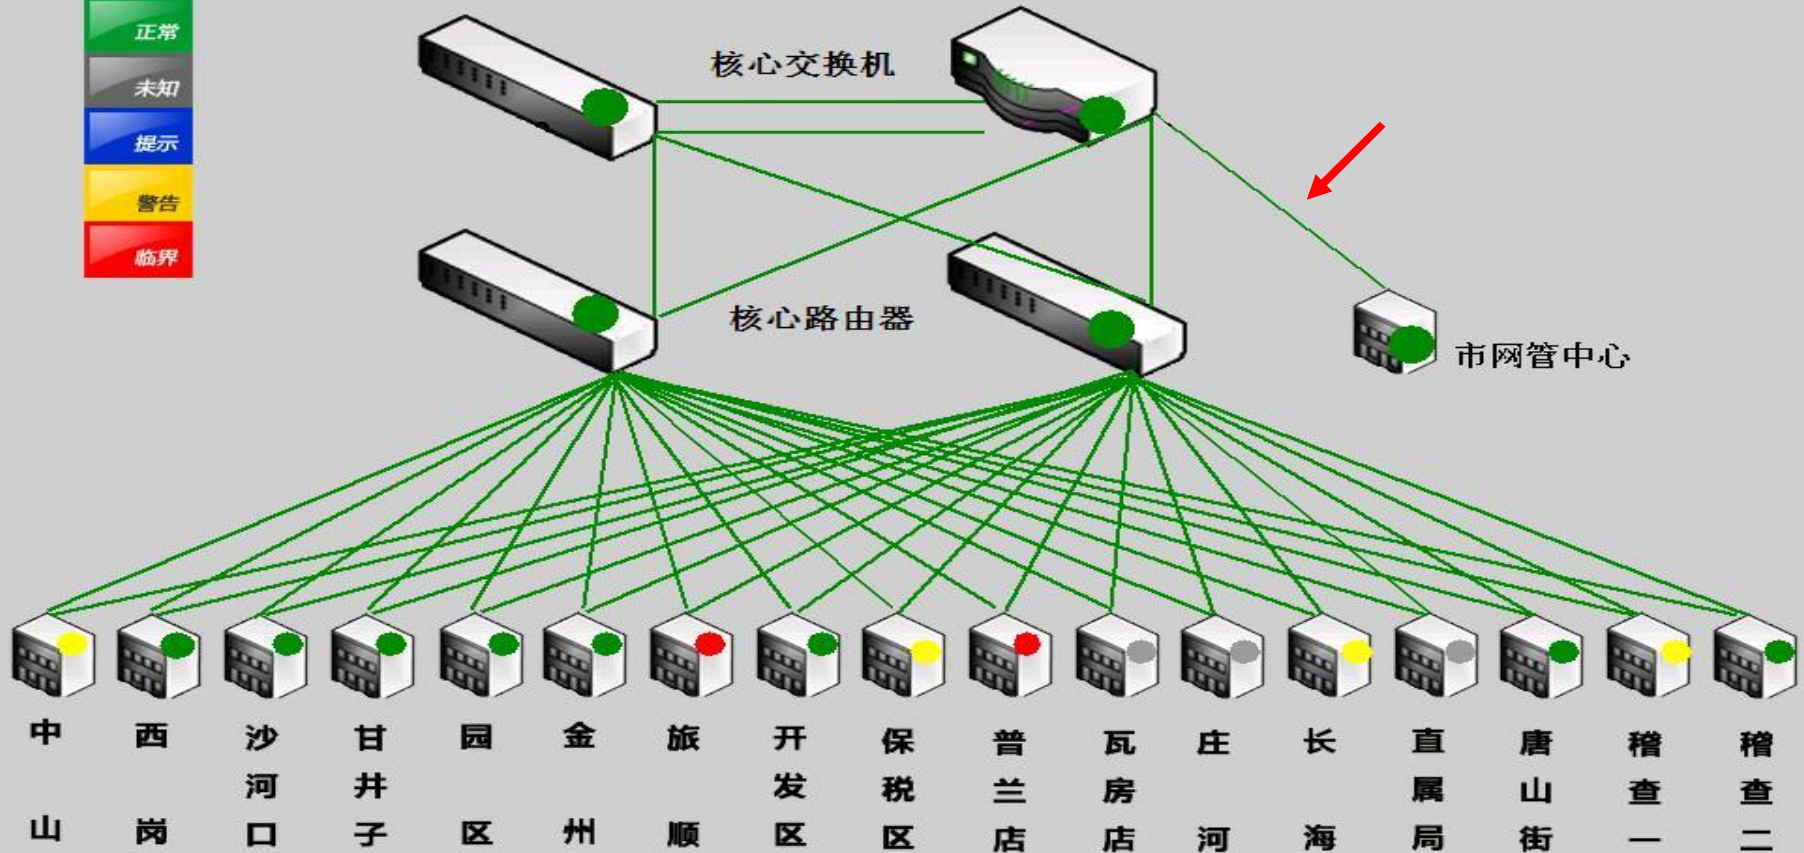 正常
未知
提示
警告
临界
核心交换机
核心路由器
市网管中心
中山
西岗
沙河口
甘井子
园区
金州
旅顺
开发区
保税区
普兰店
瓦房店
庄河
长海
直属局
唐山街
稽查一
稽查二